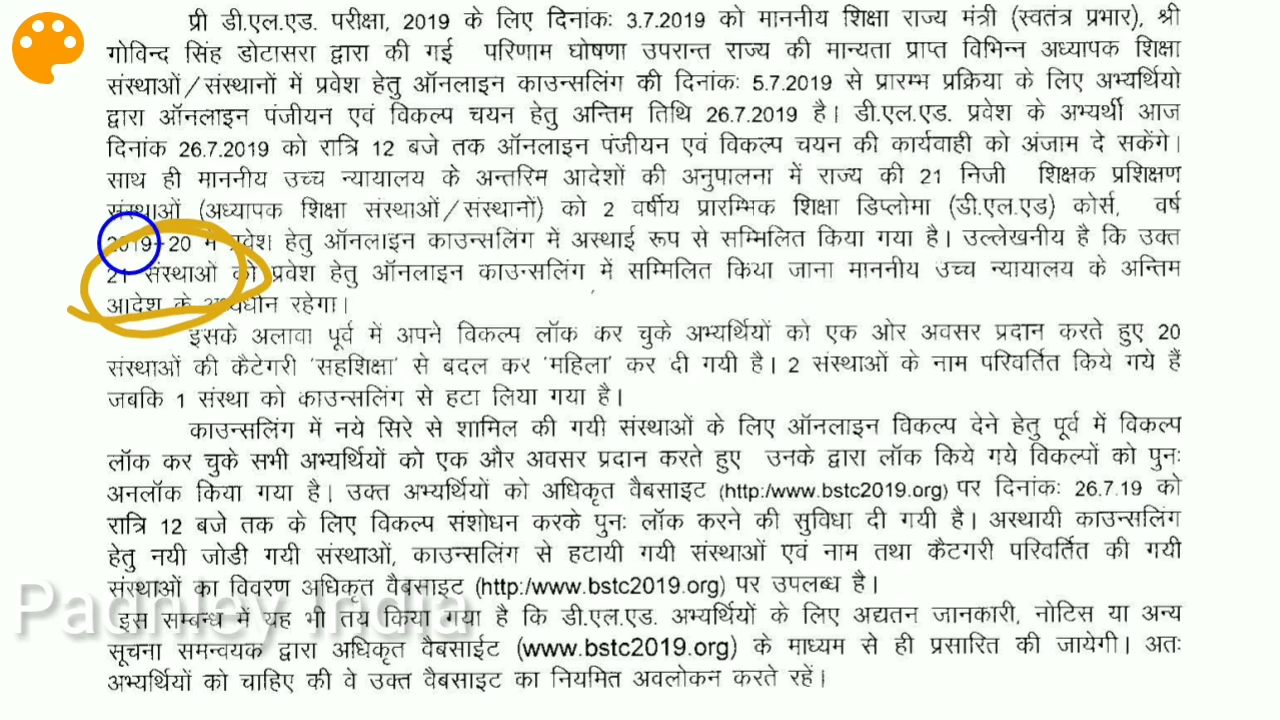 प्री डी.एल.एड. परीक्षा, 2019 के लिए दिनांकः 3.7.2019 को माननीय शिक्षा राज्य मंत्री (स्वतंत्र प्रभार), श्री
गोविन्द सिंह डोटासरा द्वारा की गई परिणाम घोषणा उपरान्त राज्य की मान्यता प्राप्त विभिन्न अध्यापक शिक्षा
संस्थाओं/संस्थानों में प्रवेश हेतु ऑनलाइन काउन्सलिंग की दिनांकः 5.7.2019 से प्रारम्भ प्रक्रिया के लिए अभ्यर्थियो
द्वारा ऑनलाइन पंजीयन एवं विकल्प चयन हेतु अन्तिम तिथि 26.7.2019 है। डी.एल.एड. प्रवेश के अभ्यर्थी आज
दिनांक 26.7.2019 को रात्रि 12 बजे तक ऑनलाइन पंजीयन एवं विकल्प चयन की कार्यवाही को अंजाम दे सकेंगे।
साथ ही माननीय उच्च न्यायालय के अन्तरिम आदेशों की अनुपालना में राज्य की 21 निजी शिक्षक प्रशिक्षण
संस्थाओं (अध्यापक शिक्षा संस्थाओं/संस्थानों) को 2 वर्षीय प्रारम्भिक शिक्षा डिप्लोमा (डी.एल.एड) कोर्स, वर्ष
2019-20 में प्रवेश हेतु ऑनलाइन काउन्सलिंग में अस्थाई रूप से सम्मिलित किया गया है। उल्लेखनीय है कि उक्त
21 संस्थाओं को प्रवेश हेतु ऑनलाइन काउन्सलिंग में सम्मिलित किया जाना माननीय उच्च न्यायालय के अन्तिम
आदेश के अध्यधीन रहेगा।
इसके अलावा पूर्व में अपने विकल्प लॉक कर चुके अभ्यर्थियों को एक ओर अवसर प्रदान करते हुए 20
संस्थाओं की कैटेगरी 'सहशिक्षा' से बदल कर 'महिला' कर दी गयी है। 2 संस्थाओं के नाम परिवर्तित किये गये हैं
जबकि 1 संस्था को काउन्सलिंग से हटा लिया गया है।
काउन्सलिंग में नये सिरे से शामिल की गयी संस्थाओं के लिए ऑनलाइन विकल्प देने हेतु पूर्व में विकल्प
लॉक कर चुके सभी अभ्यर्थियों को एक और अवसर प्रदान करते हुए उनके द्वारा लॉक किये गये विकल्पों को पुनः
अनलॉक किया गया है। उक्त अभ्यर्थियों को अधिकृत वैबसाइट (http:/www.bstc2019.org) पर दिनांकः 26.7.19 को
रात्रि 12 बजे तक के लिए विकल्प संशोधन करके पुनः लॉक करने की सुविधा दी गयी है। अस्थायी काउन्सलिंग
हेतु नयी जोडी गयी संस्थाओं, काउन्सलिंग से हटायी गयी संस्थाओं एवं नाम तथा कैटगरी परिवर्तित की गयी
संस्थाओं का विवरण अधिकृत वैबसाइट (http:/www.bstc2019.org) पर उपलब्ध है।
Padhley India
इस सम्बन्ध में यह भी तय किया गया है कि डी.एल.एड. अभ्यर्थियों के लिए अद्यतन जानकारी, नोटिस या अन्य
सूचना समन्वयक द्वारा अधिकृत वैबसाईट (www.bstc2019.org) के माध्यम से ही प्रसारित की जायेगी। अतः
अभ्यर्थियों को चाहिए की वे उक्त वैबसाइट का नियमित अवलोकन करते रहें।